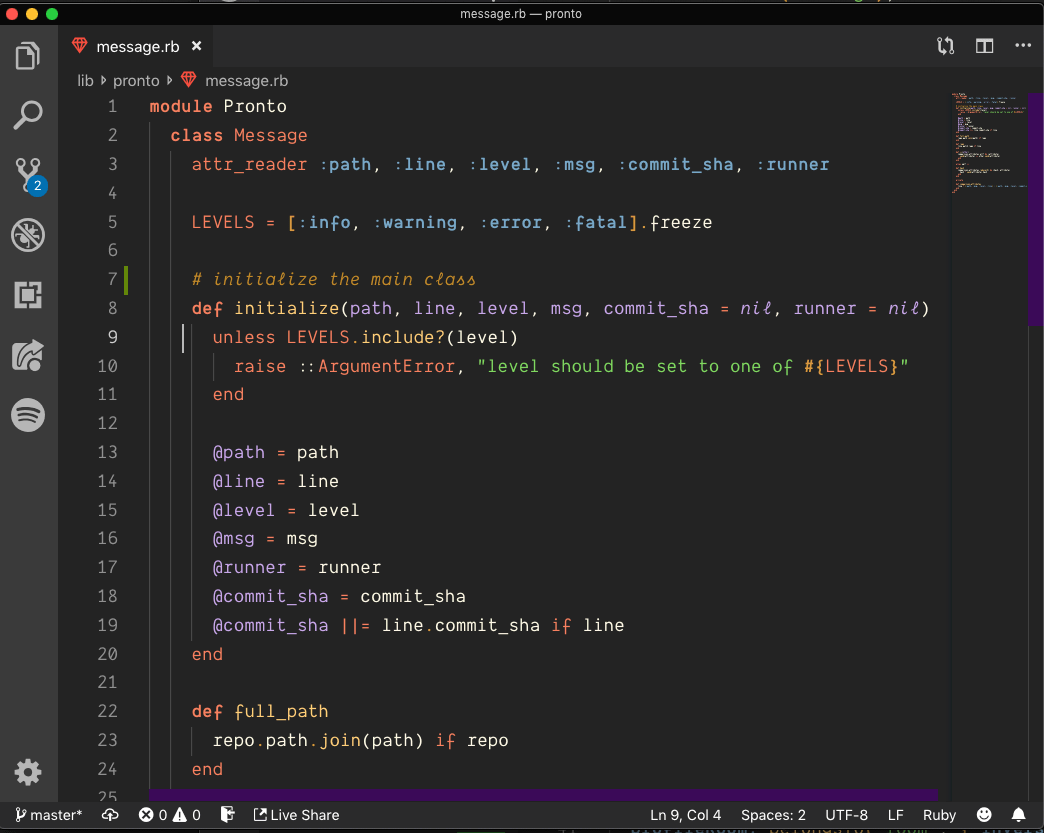 message.rb — pronto
message.rb ×
lib pronto message.rb
1 module Pronto
2 class Message
3 attr_reader :path, :line, :level, :msg, :commit_sha, :runner
4
5 LEVELS = [:info, :warning, :error, :fatal].freeze
6
7 # initialize the main class
8 def initialize(path, line, level, msg, commit_sha = nil, runner = nil)
9 unless LEVELS.include?(level)
10 raise ::ArgumentError, "level should be set to one of #{LEVELS}"
11 end
12
13 @path = path
14 @line = line
15 @level = level
16 @msg = msg
17 @runner = runner
18 @commit_sha = commit_sha
19 @commit_sha ||= line.commit_sha if line
20 end
21
22 def full_path
23 repo.path.join(path) if repo
24 end
25
2
master* 0 0 Live Share Ln 9, Col 4 Spaces: 2 UTF-8 LF Ruby